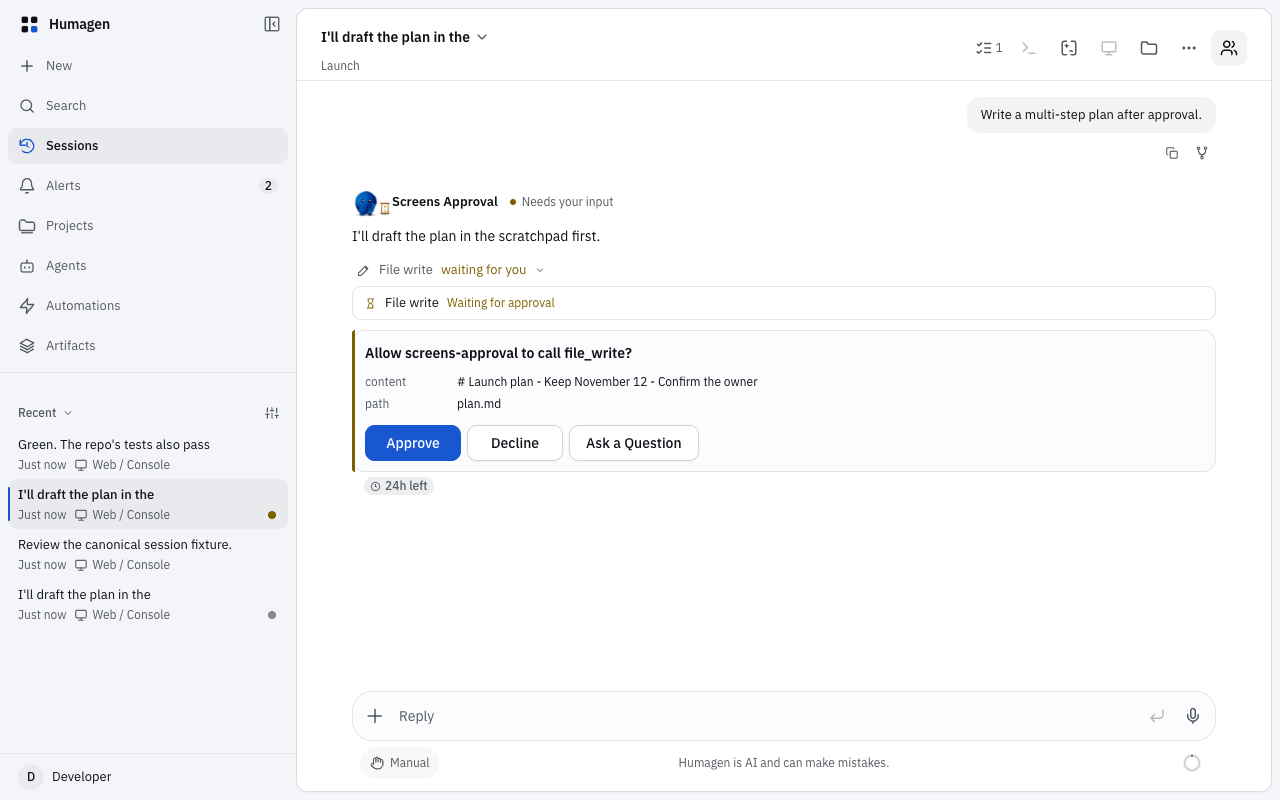 Humagen
New
Search
Sessions
Alerts 2
Projects
Agents
Automations
Artifacts
Recent
Green. The repo's tests also pass
Just now Web / Console
I'll draft the plan in the
Just now Web / Console
Review the canonical session fixture.
Just now Web / Console
I'll draft the plan in the
Just now Web / Console
D Developer
I'll draft the plan in the
Launch
1
Write a multi-step plan after approval.
Screens Approval Needs your input
I'll draft the plan in the scratchpad first.
File write waiting for you
File write Waiting for approval
Allow screens-approval to call file_write?
content # Launch plan - Keep November 12 - Confirm the owner
path plan.md
Approve Decline Ask a Question
24h left
Reply
Manual
Humagen is AI and can make mistakes.